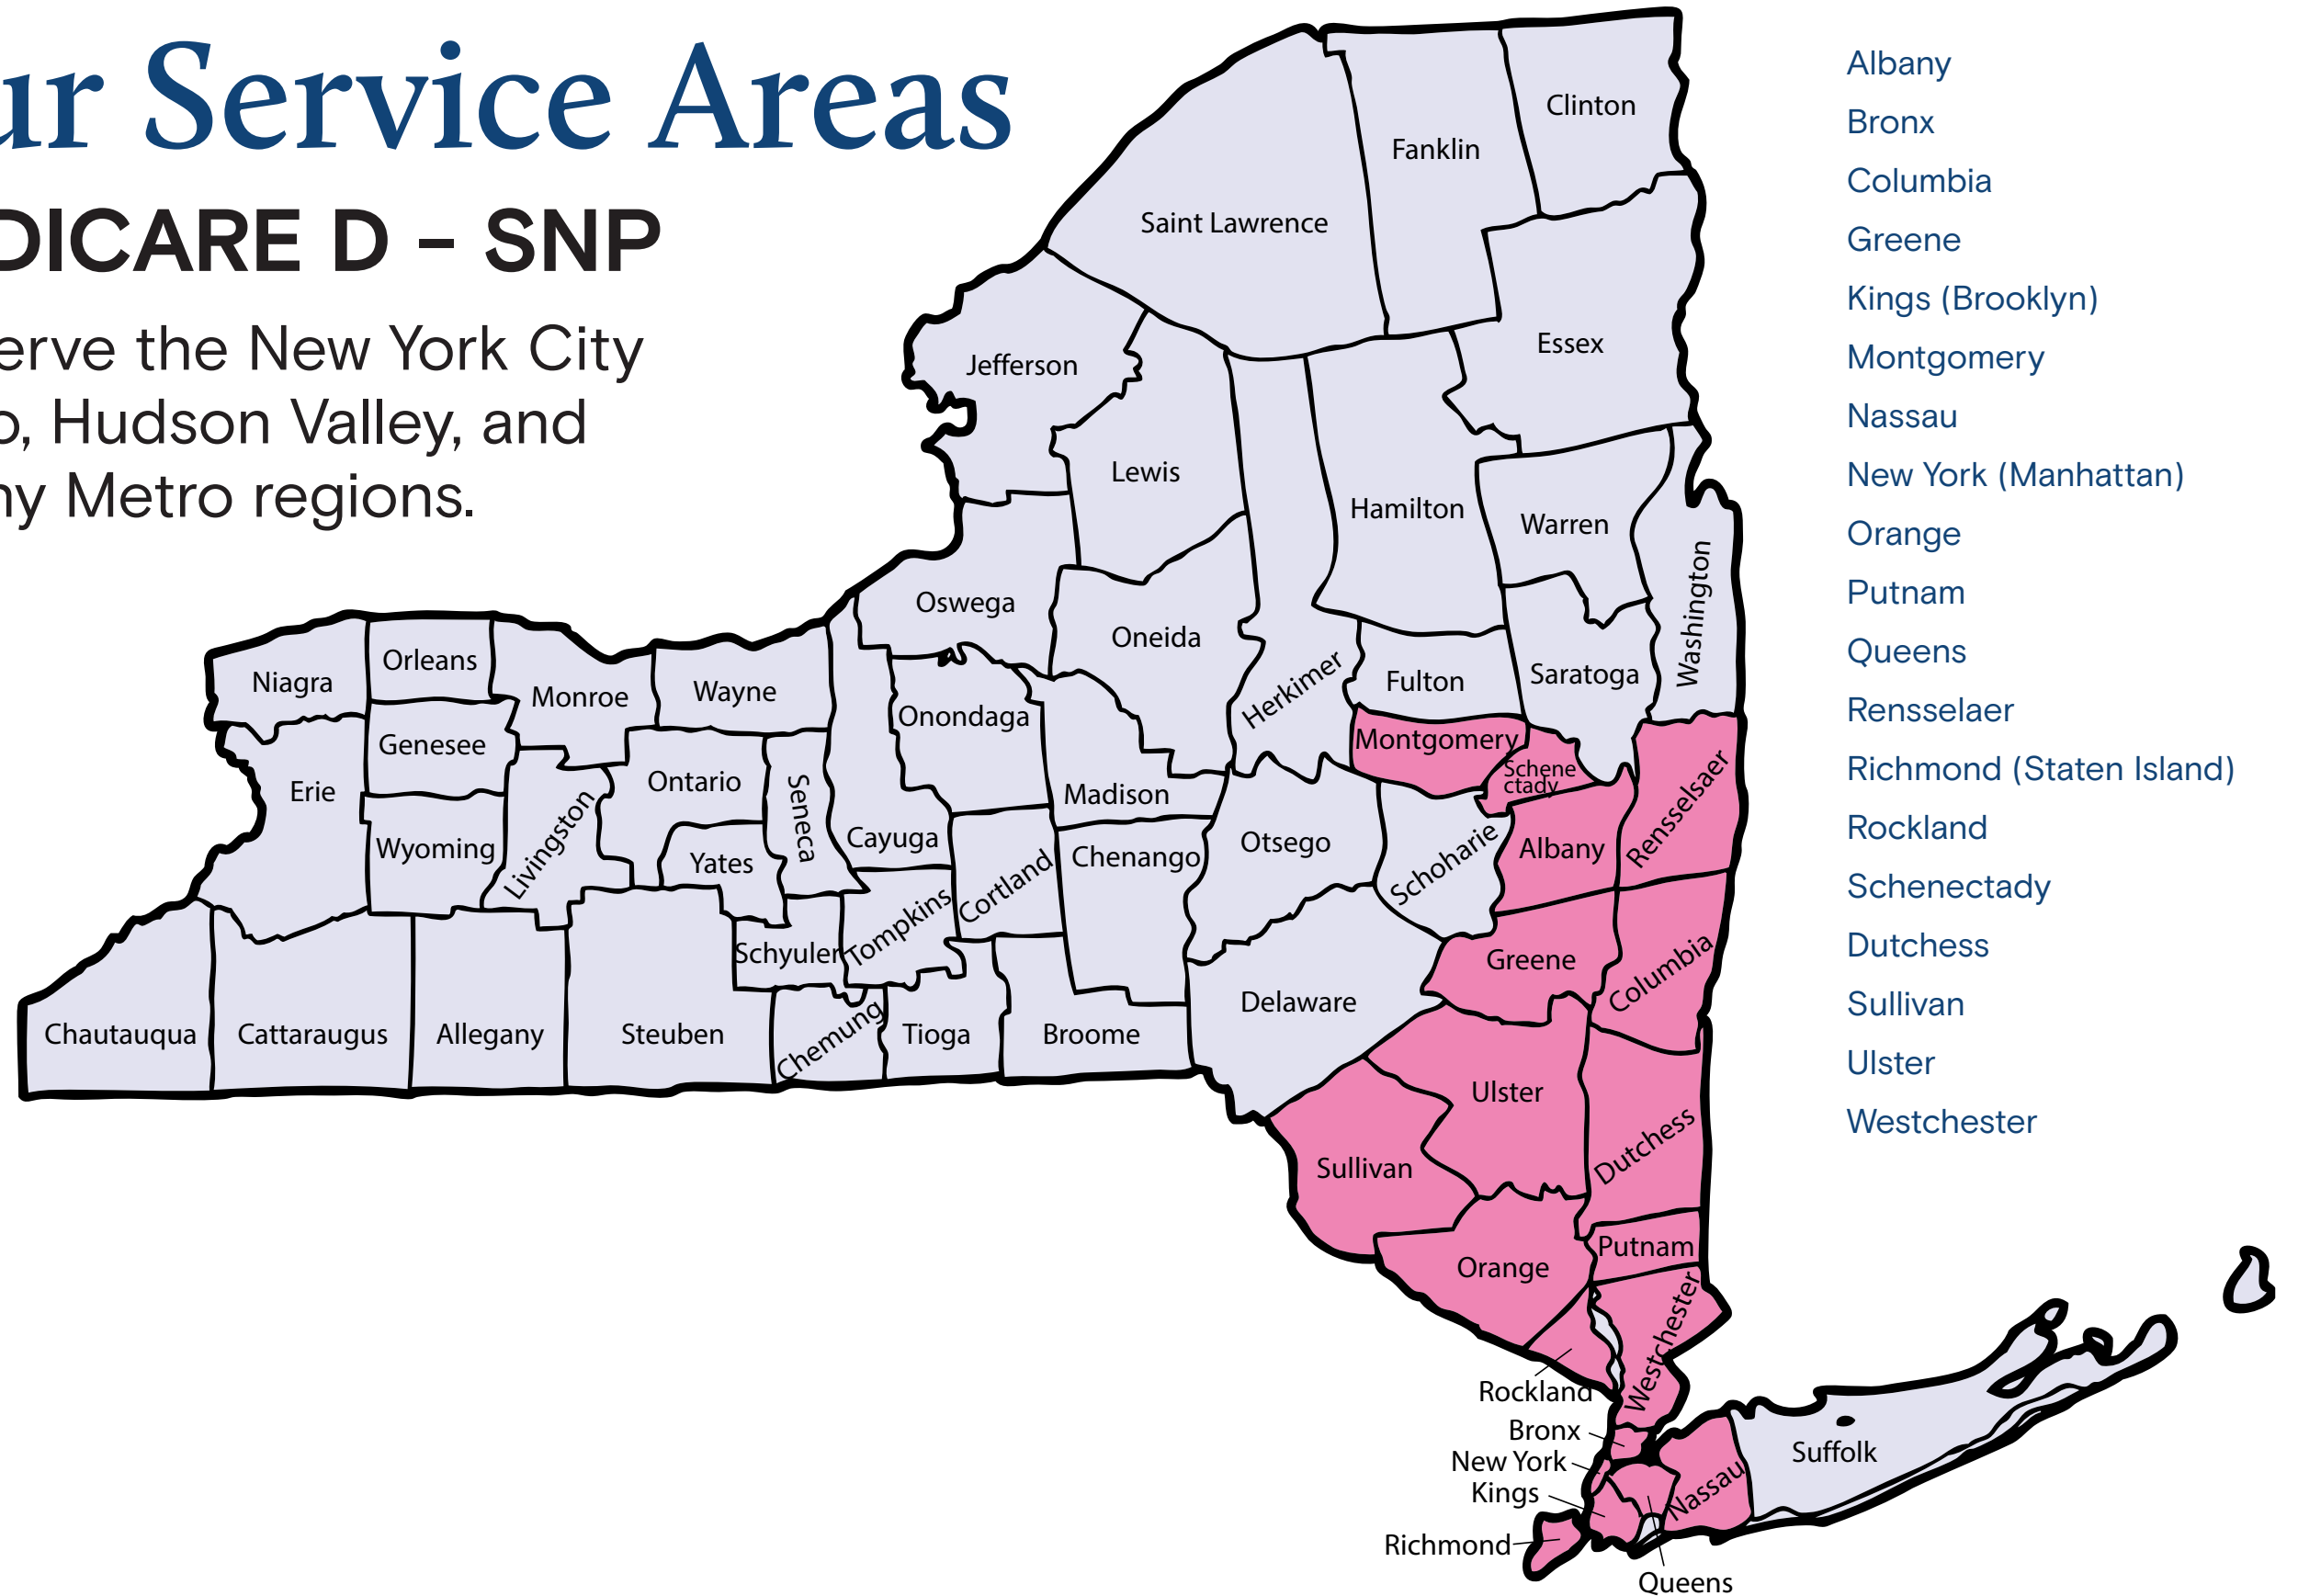 ur Service Areas
DICARE D – SNP
erve the New York City
o, Hudson Valley, and
ny Metro regions.
Albany
Bronx
Columbia
Greene
Kings (Brooklyn)
Montgomery
Nassau
New York (Manhattan)
Orange
Putnam
Queens
Rensselaer
Richmond (Staten Island)
Rockland
Schenectady
Dutchess
Sullivan
Ulster
Westchester
Clinton
Fanklin
Saint Lawrence
Essex
Jefferson
Lewis
Hamilton
Warren
Washington
Oswega
Oneida
Herkimer
Fulton
Saratoga
Niagra
Orleans
Monroe
Wayne
Onondaga
Genesee
Erie
Ontario
Seneca
Madison
Montgomery
Schene
ctady
Rensselsaer
Wyoming
Livingston
Yates
Cayuga
Cortland
Chenango
Otsego
Schoharie
Albany
Schyuler
Tompkins
Greene
Columbia
Delaware
Chautauqua
Cattaraugus
Allegany
Steuben
Chemung
Tioga
Broome
Ulster
Dutchess
Sullivan
Orange
Putnam
Westchester
Rockland
Bronx
New York
Kings
Richmond
Queens
Nassau
Suffolk